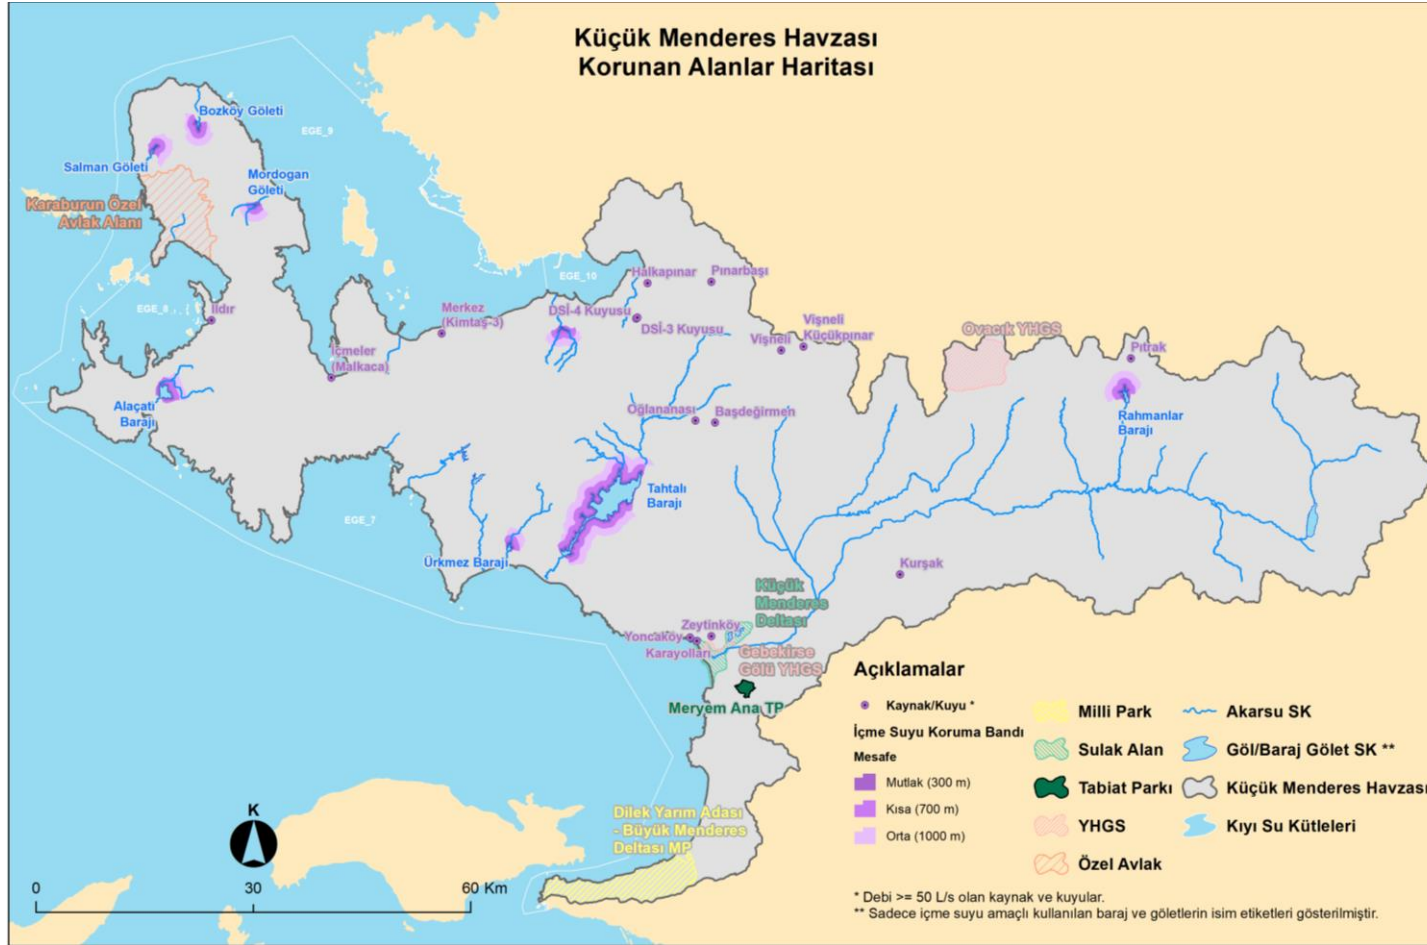 Küçük Menderes Havzası
Korunan Alanlar Haritası
Bozköy Göleti
EGE_9
Salman Göleti
Mordogan
Göleti
Karaburun Özel
Avlak Alanı
EGE_10
Halkapınar
Pınarbaşı
EGE_8
Ildır
Merkez
(Kimtaş-3)
DSİ-4 Kuyusu
DSİ-3 Kuyusu
Vişneli
Vişneli
Küçükpınar
Ovacık YHGS
Pıtrak
İçmeler
(Malkaca)
Alaçatı
Barajı
Oğlananası
Başdeğirmen
Rahmanlar
Barajı
Tahtalı
Barajı
EGE_7
Ürkmez Barajı
Kurşak
Küçük
Menderes
Deltası
Zeytinköy
Yoncaköy
Karayolları
Gebekirse
Gölü YHGS
Meryem Ana TP
Dilek Yarım Adası
- Büyük Menderes
Deltası MP
K
0 30 60 Km
Açıklamalar
Kaynak/Kuyu *
İçme Suyu Koruma Bandı
Mesafe
Mutlak (300 m)
Kısa (700 m)
Orta (1000 m)
Milli Park
Sulak Alan
Tabiat Parkı
YHGS
Özel Avlak
Akarsu SK
Göl/Baraj Gölet SK **
Küçük Menderes Havzası
Kıyı Su Kütleleri
* Debi >= 50 L/s olan kaynak ve kuyular.
** Sadece içme suyu amaçlı kullanılan baraj ve göletlerin isim etiketleri gösterilmiştir.